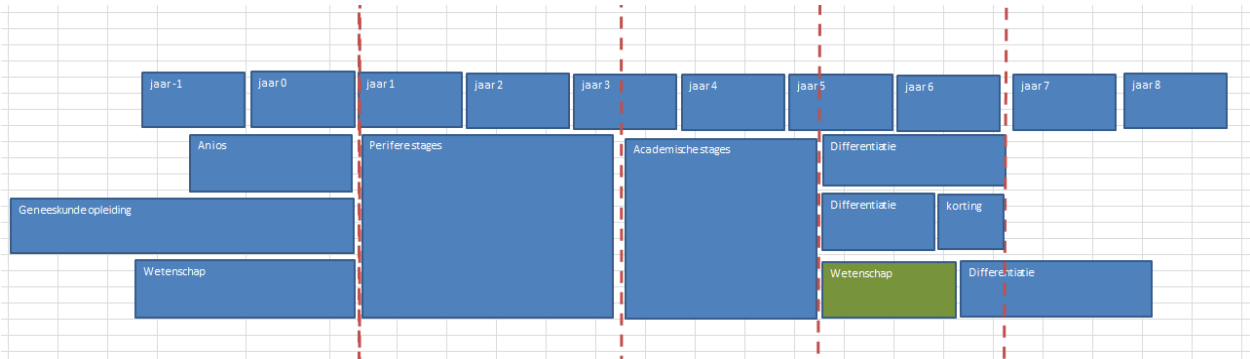 jaar -1
jaar 0
jaar 1
jaar 2
jaar 3
jaar 4
jaar 5
jaar 6
jaar 7
jaar 8
Anios
Perifere stages
Academische stages
Differentiatie
Geneeskunde opleiding
Differentiatie
korting
Wetenschap
Wetenschap
Differentiatie